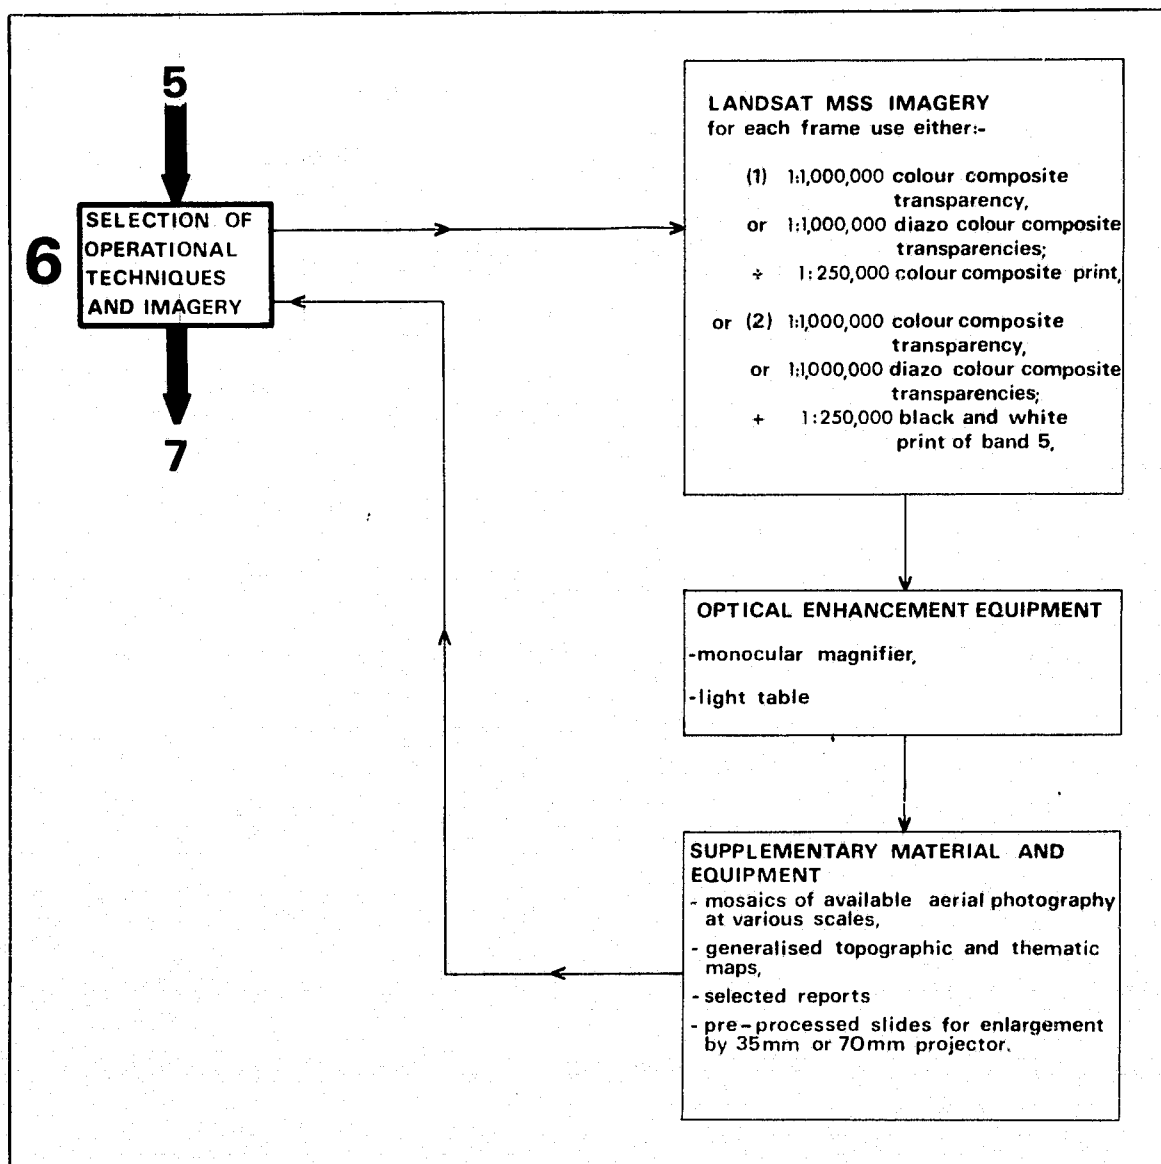 5
6
SELECTION OF
OPERATIONAL
TECHNIQUES
AND IMAGERY
7
LANDSAT MSS IMAGERY
for each frame use either:-
(1) 1:1,000,000 colour composite
transparency,
or 1:1,000,000 diazo colour composite
transparencies;
÷ 1:250,000 colour composite print,
or (2) 1:1,000,000 colour composite
transparency,
or 1:1,000,000 diazo colour composite
transparencies;
+ 1:250,000 black and white
print of band 5,
OPTICAL ENHANCEMENT EQUIPMENT
-monocular magnifier,
-light table
SUPPLEMENTARY MATERIAL AND
EQUIPMENT
- mosaics of available aerial photography
at various scales,
- generalised topographic and thematic
maps,
- selected reports
- pre-processed slides for enlargement
by 35mm or 70mm projector.